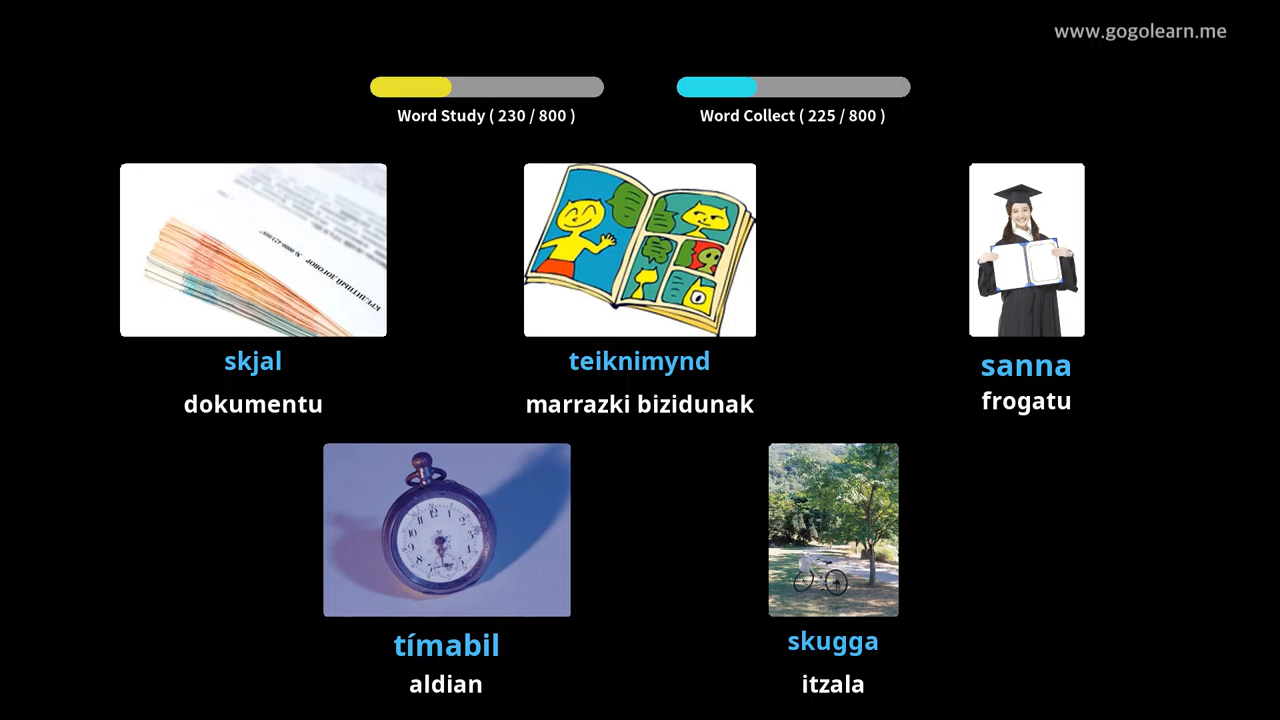 www.gogolearn.me
Word Study ( 230 / 800 )
Word Collect ( 225 / 800 )
skjal
dokumentu
teiknimynd
marrazki bizidunak
sanna
frogatu
tímabil
aldian
skugga
itzala